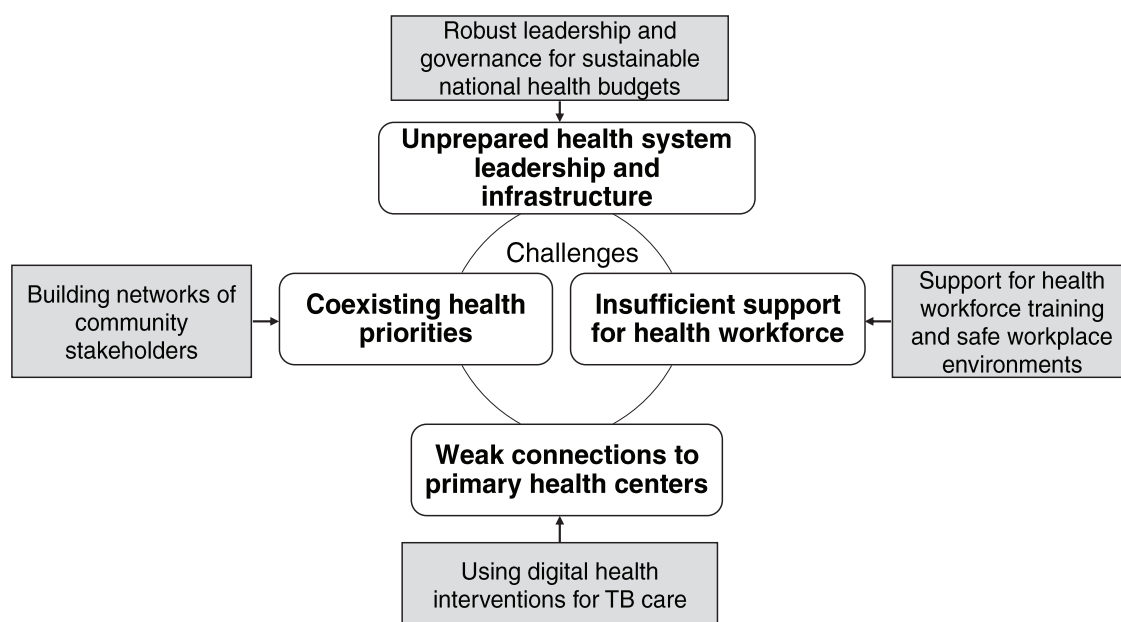 Robust leadership and
governance for sustainable
national health budgets
Unprepared health system
leadership and
infrastructure
Challenges
Building networks of
community
stakeholders
Coexisting health
priorities
Insufficient support
for health workforce
Support for health
workforce training
and safe workplace
environments
Weak connections to
primary health centers
Using digital health
interventions for TB care